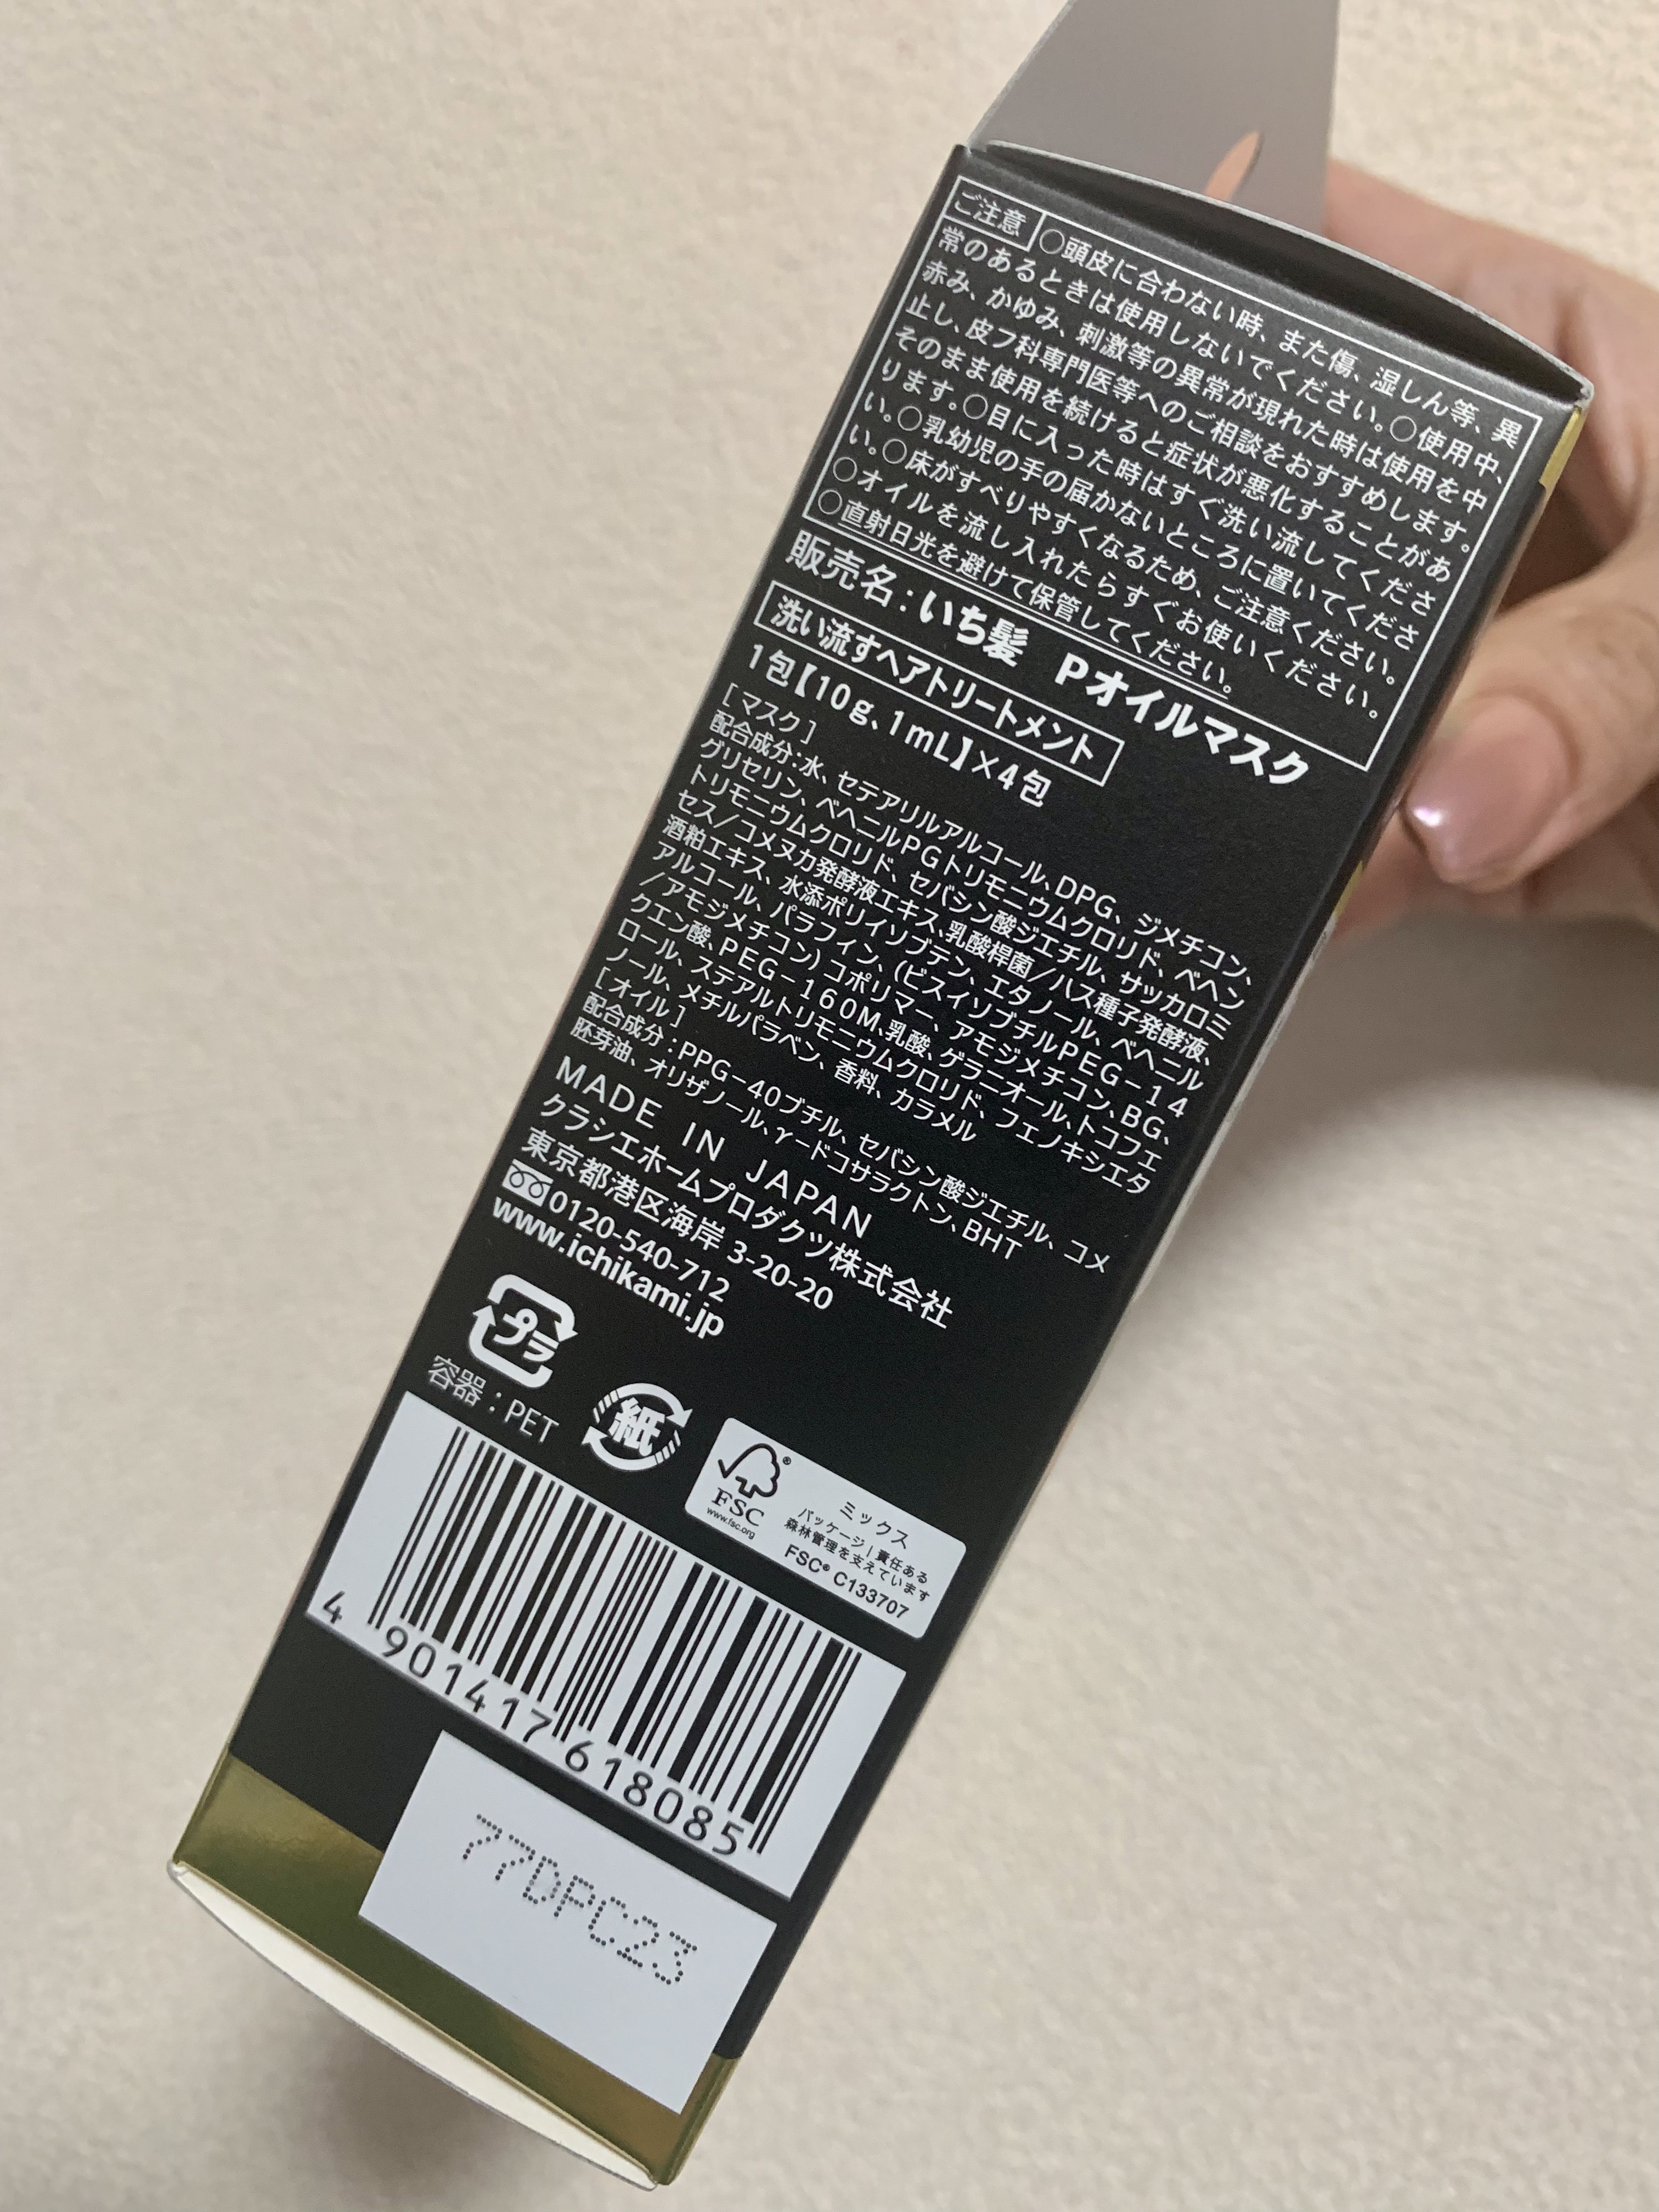 ご注意 ○頭皮に合わない時、また傷、湿しん等、異
常のあるときは使用しないでください。○使用中、
赤み、かゆみ、刺激等の異常が現れた時は使用を中
止し、皮フ科専門医等へのご相談をおすすめします。
そのまま使用を続けると症状が悪化することがあ
ります。○目に入った時はすぐ洗い流してくださ
い。○乳幼児の手の届かないところに置いてくださ
い。○床がすべりやすくなるため、ご注意ください。
○オイルを流し入れたらすぐお使いください。
○直射日光を避けて保管してください。
販売名：いち髪 Pオイルマスク
洗い流すヘアトリートメント
1包【10g、1mL】×4包
[マスク]
配合成分：水、セテアリルアルコール、DPG、ジメチコン、
グリセリン、ベヘニルPGトリモニウムクロリド、ベヘン
トリモニウムクロリド、セバシン酸ジエチル、サッカロミ
セス/コメヌカ発酵液エキス、乳酸桿菌/ハス種子発酵液、
酒粕エキス、水添ポリイソブテン、エタノール、ベヘニル
アルコール、パラフィン、(ビスイソブチルPEG-14
/アモジメチコン)コポリマー、アモジメチコン、BG、
クエン酸、PEG-160M、乳酸、ゲラニオール、トコフェ
ロール、ステアルトリモニウムクロリド、フェノキシエタ
ノール、メチルパラベン、香料、カラメル
[オイル]
配合成分：PPG-40ブチル、セバシン酸ジエチル、コメ
胚芽油、オリザノール、γ-ドコサラクトン、BHT
MADE IN JAPAN
クラシエホームプロダクツ株式会社
東京都港区海岸 3-20-20
0120-540-712
www.ichikami.jp
プラ
容器：PET
紙
FSC®
www.fsc.org
ミックス
パッケージ|責任ある
森林管理を支えています
FSC® C133707
4 901417 618085
77DPC23